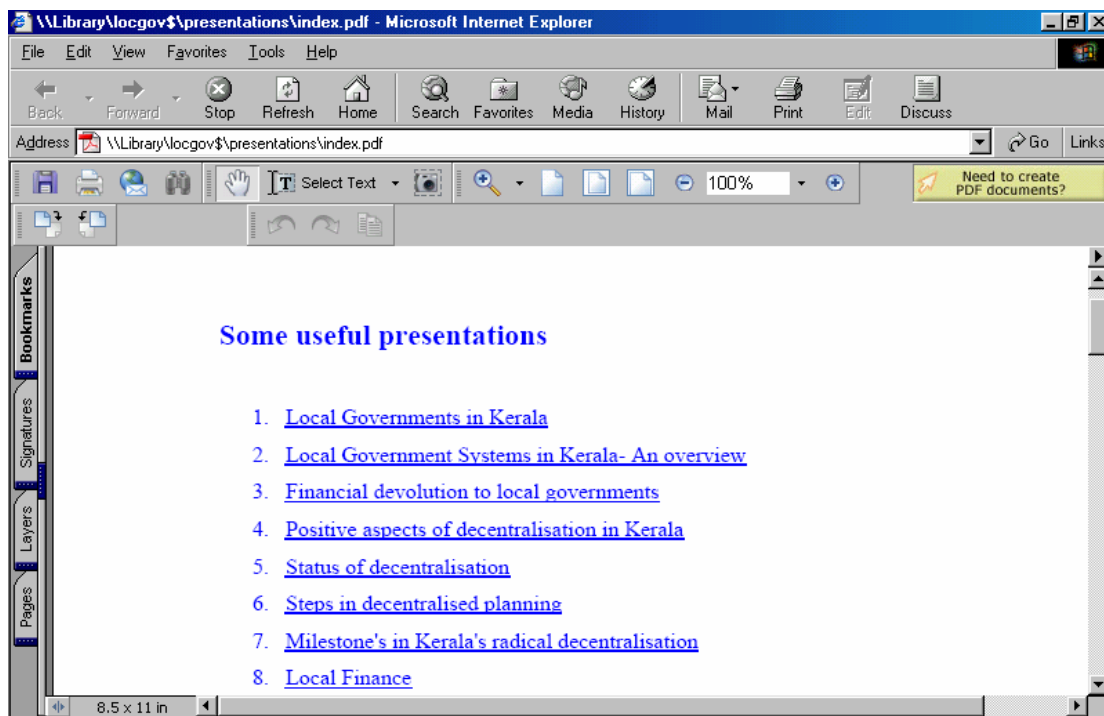 \\Library\locgov$\presentations\index.pdf - Microsoft Internet Explorer
File Edit View Favorites Tools Help
Back Forward Stop Refresh Home Search Favorites Media History Mail Print Edit Discuss
Address \\Library\locgov$\presentations\index.pdf Go Links
Select Text 100% Need to create
PDF documents?
Bookmarks
Signatures
Layers
Pages
Some useful presentations
1. Local Governments in Kerala
2. Local Government Systems in Kerala- An overview
3. Financial devolution to local governments
4. Positive aspects of decentralisation in Kerala
5. Status of decentralisation
6. Steps in decentralised planning
7. Milestone's in Kerala's radical decentralisation
8. Local Finance
8.5 x 11 in